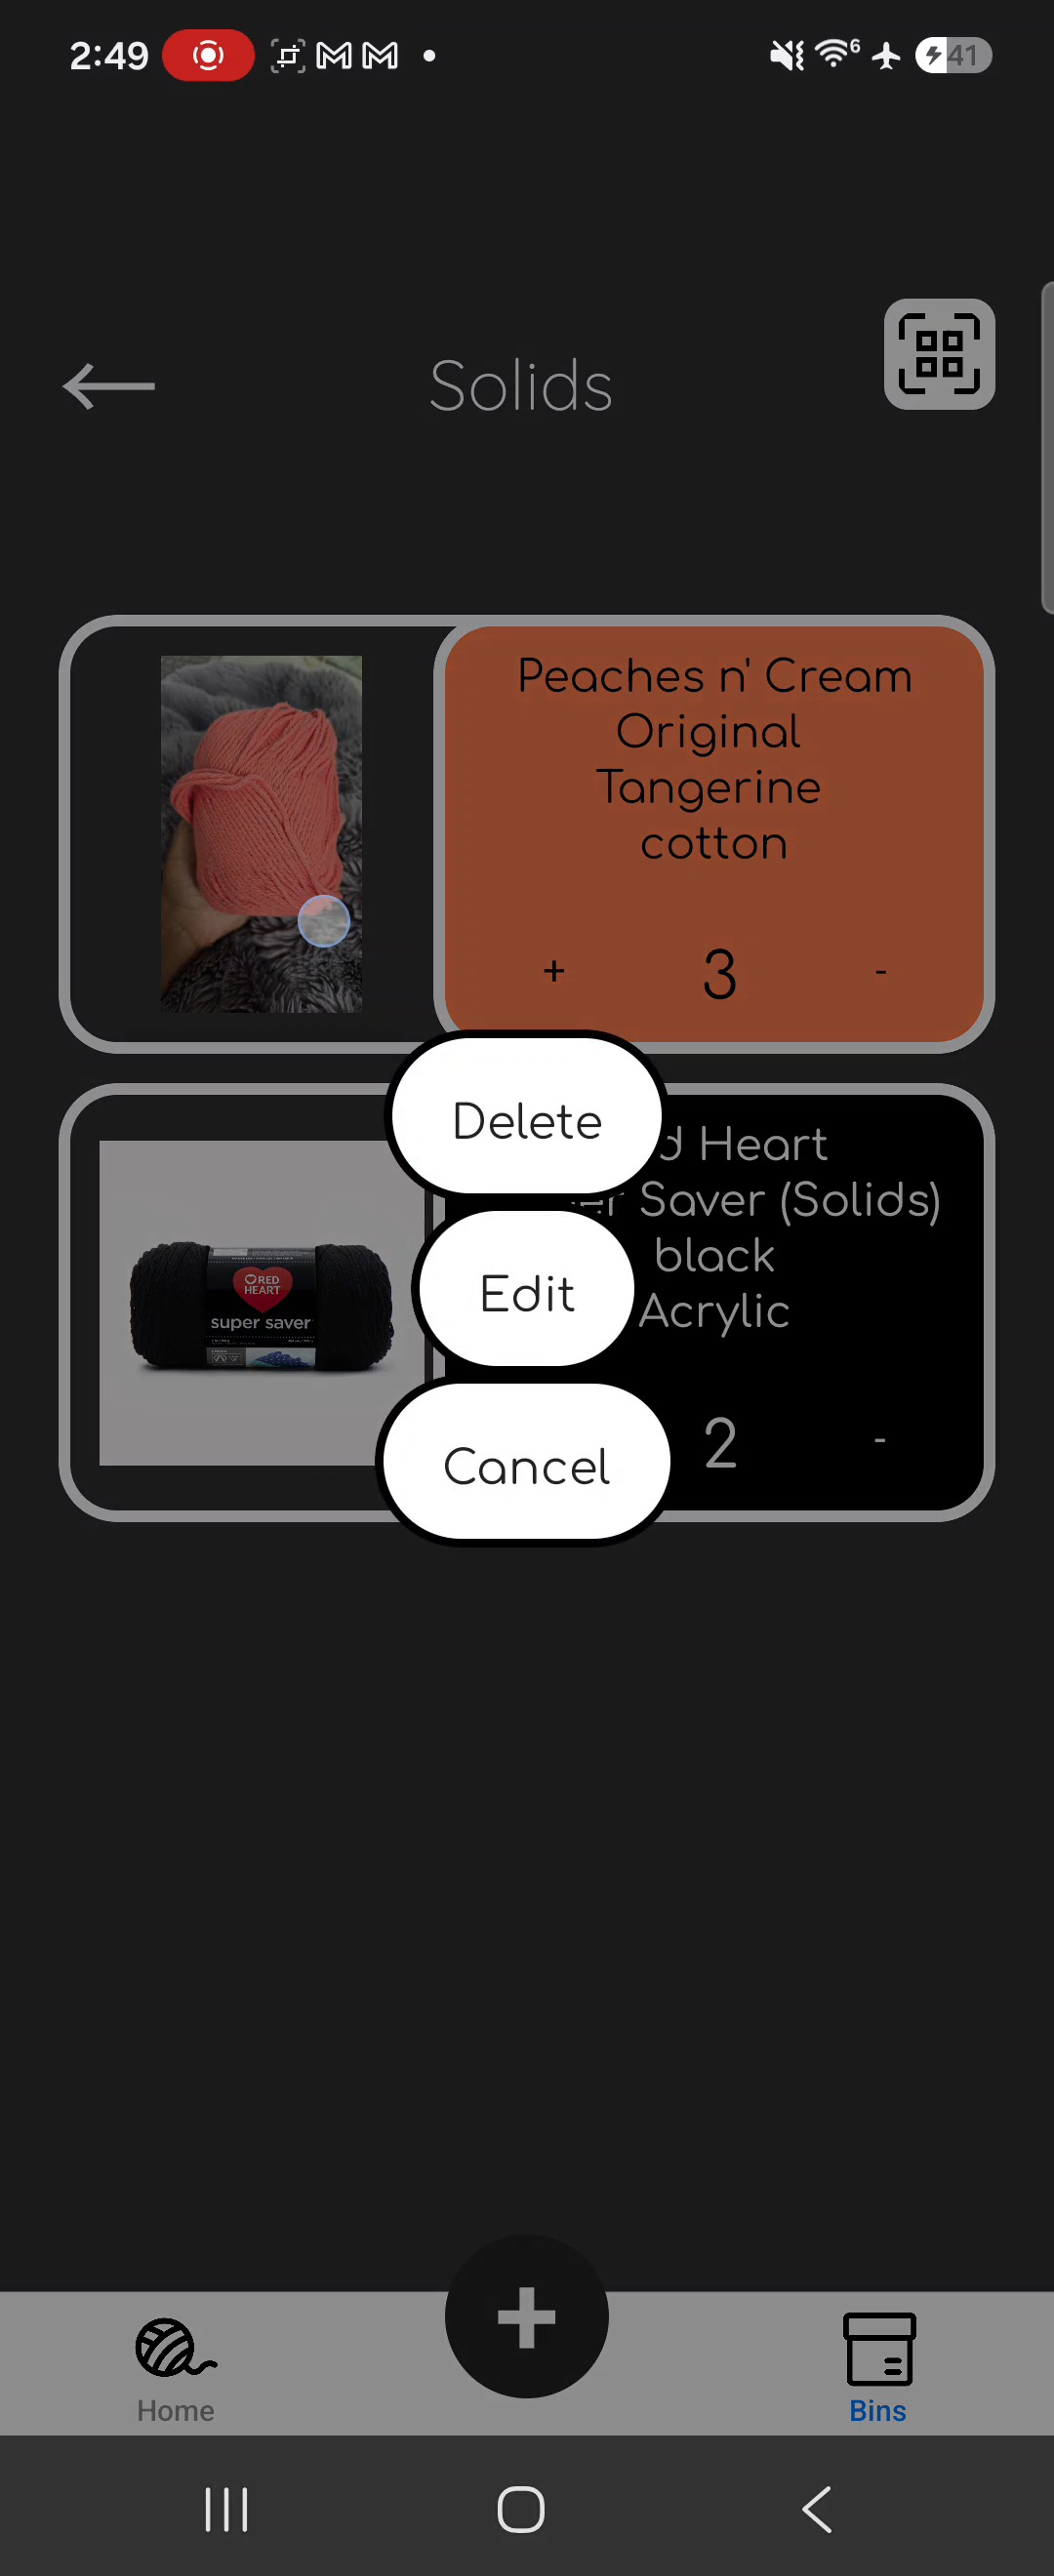 2:49
6
41
Solids
Peaches n' Cream
Original
Tangerine
cotton
+ 3 -
Delete
Heart
Saver (Solids)
black
Acrylic
RED
HEART
super saver
Edit
2 -
Cancel
Home
Bins